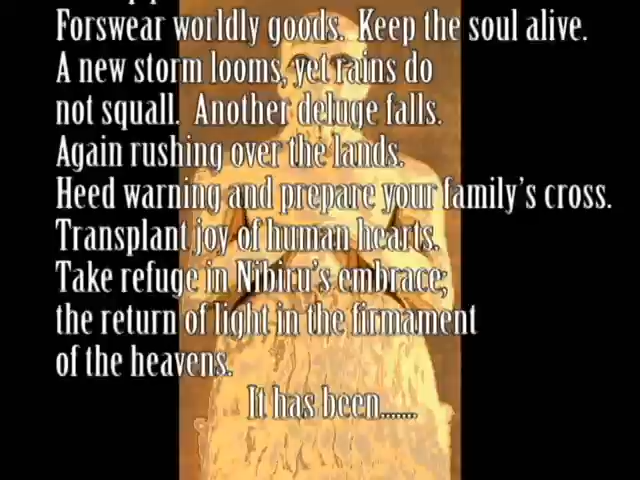 Forswear worldly goods. Keep the soul alive.
A new storm looms, yet rains do
not squall. Another deluge falls.
Again rushing over the lands.
Heed warning and prepare your family's cross.
Transplant joy of human hearts.
Take refuge in Nibiru's embrace;
the return of light in the firmament
of the heavens.
It has been.......